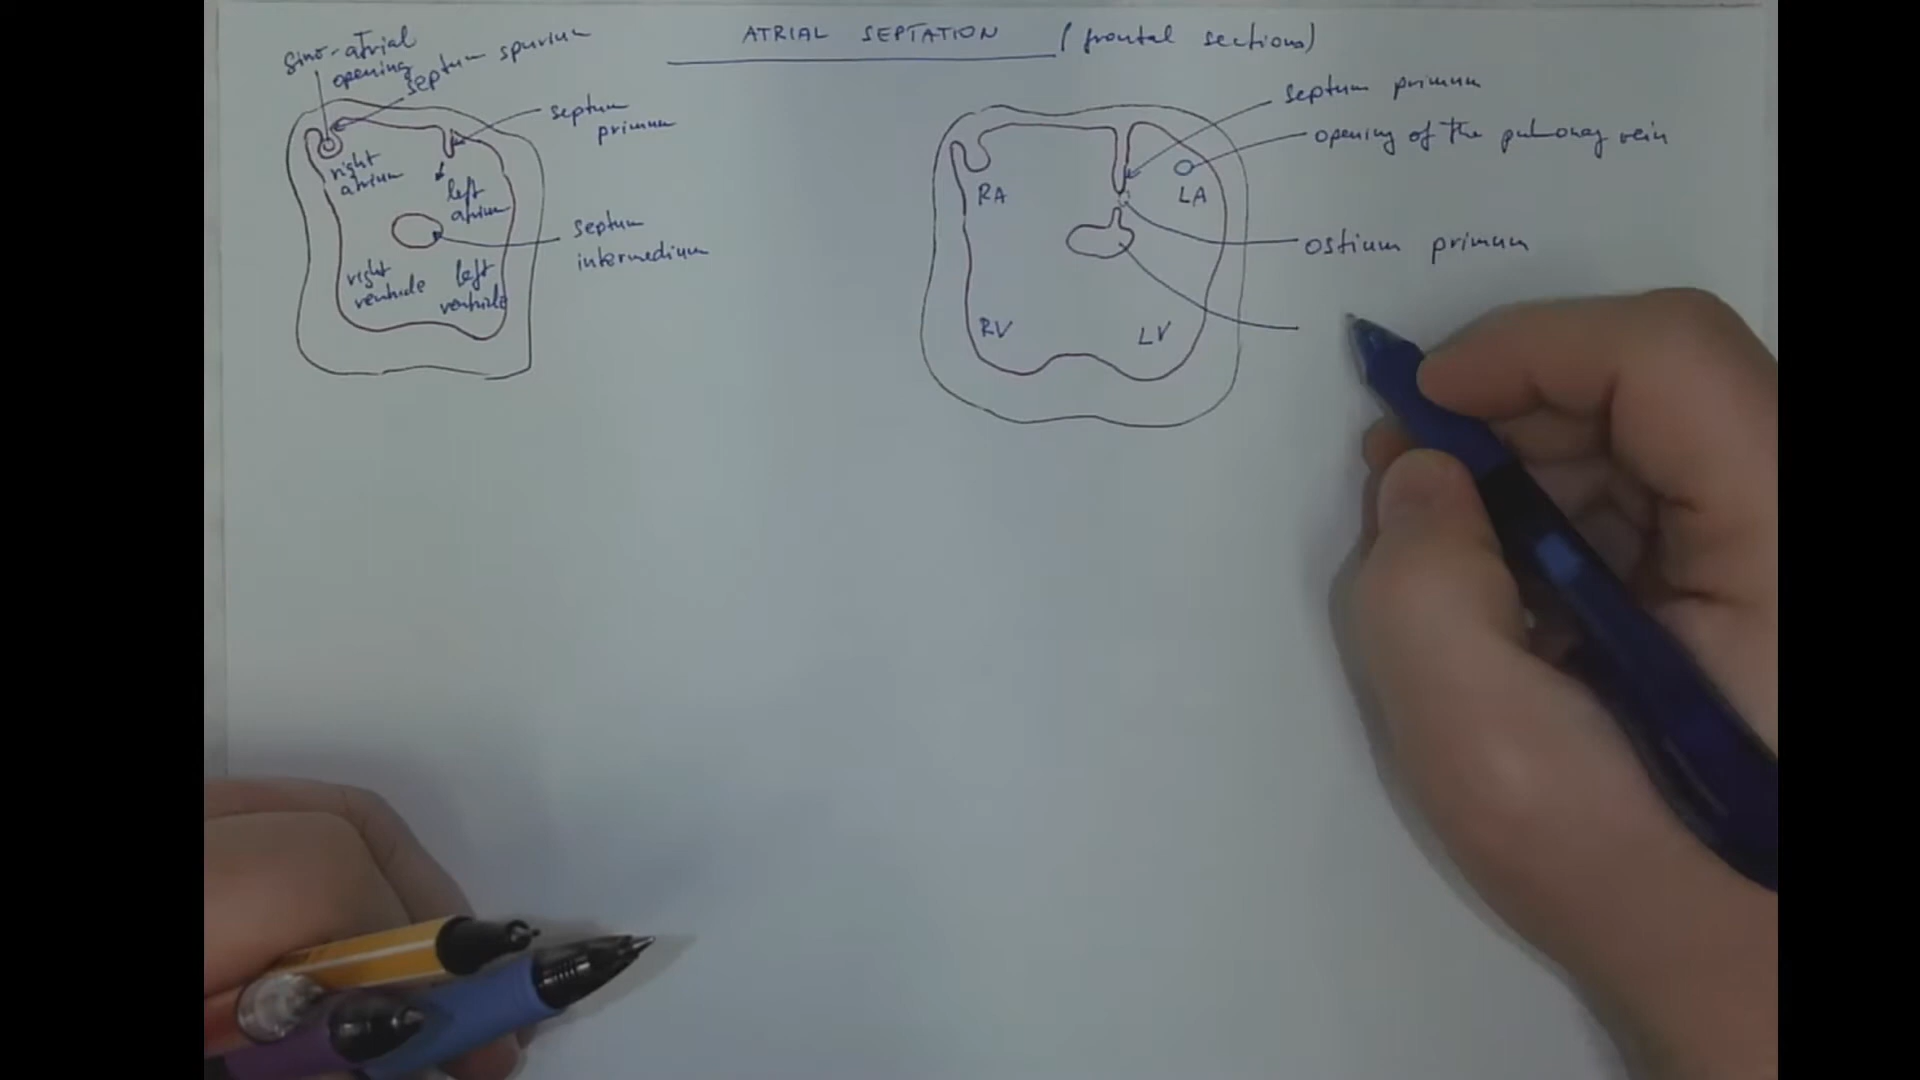 ATRIAL SEPTATION (frontal sections)
sino-atrial
opening
septum spurium
septum
primum
right
atrium
left
atrium
septum
intermedium
right
ventricle
left
ventricle
septum primum
opening of the pulmonary vein
RA
LA
ostium primum
RV
LV